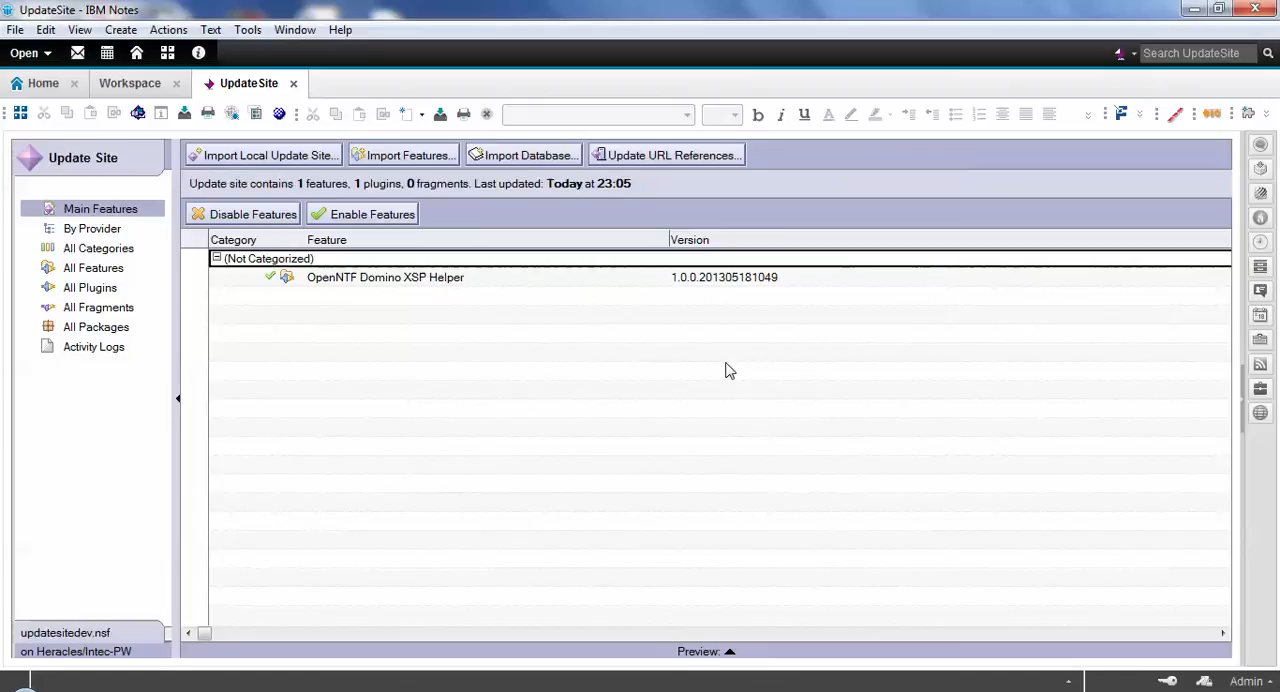 UpdateSite - IBM Notes
File Edit View Create Actions Text Tools Window Help
Open Search UpdateSite
Home Workspace UpdateSite
Update Site
Import Local Update Site... Import Features... Import Database... Update URL References...
Update site contains 1 features, 1 plugins, 0 fragments. Last updated: Today at 23:05
Disable Features Enable Features
Category Feature Version
(Not Categorized)
OpenNTF Domino XSP Helper 1.0.0.201305181049
Main Features
By Provider
All Categories
All Features
All Plugins
All Fragments
All Packages
Activity Logs
updatesitedev.nsf
on Heracles/Intec-PW
Preview:
Admin